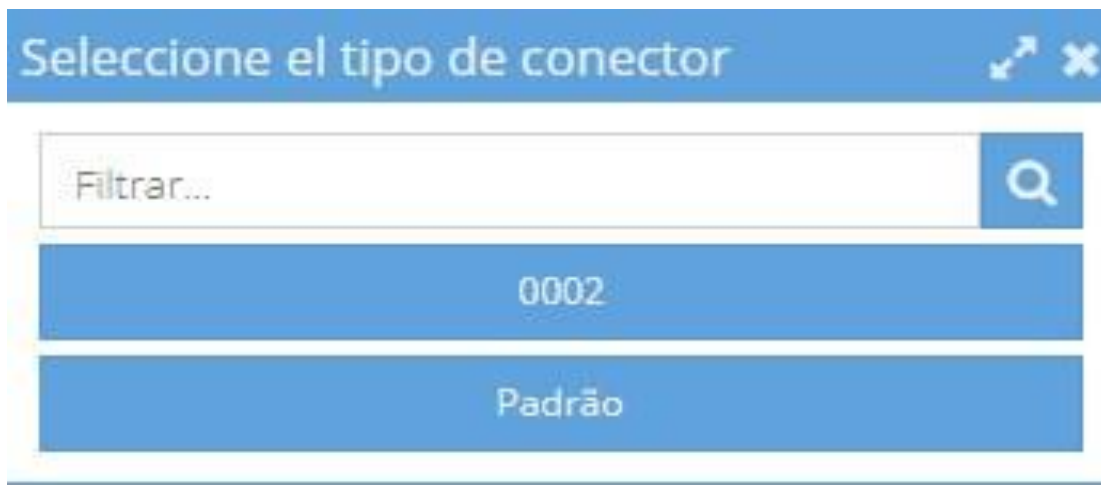 Seleccione el tipo de conector
Filtrar...
0002
Padrão